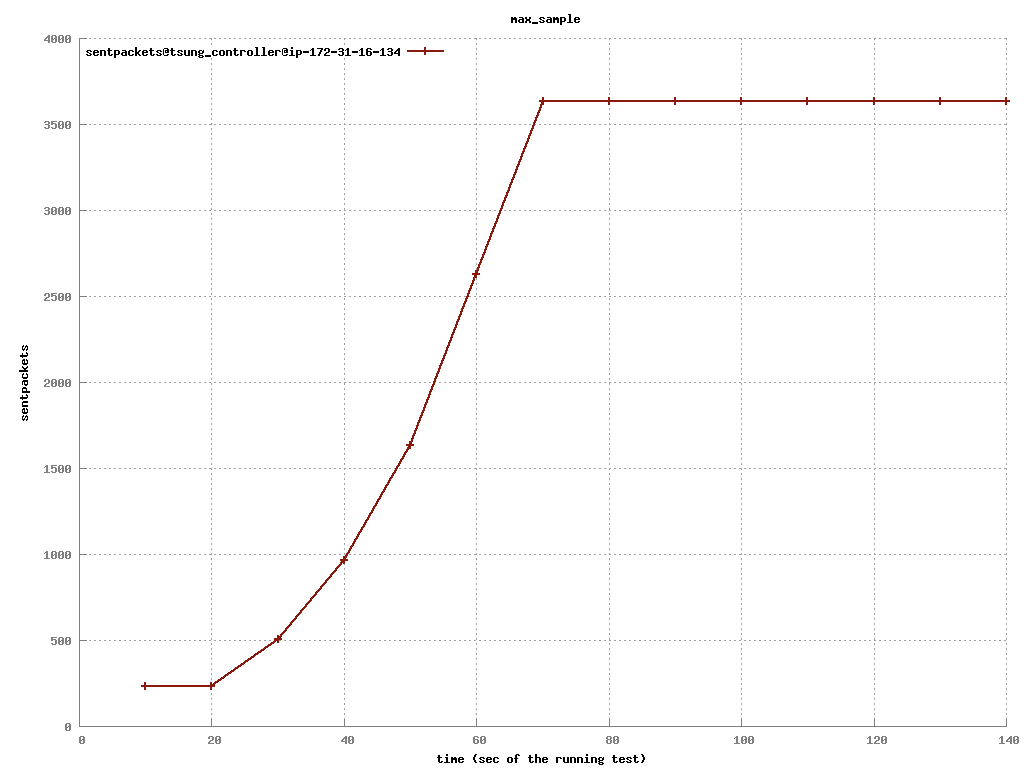 max_sample
sentpackets@tsung_controller@ip-172-31-16-134
4000
3500
3000
2500
2000
1500
1000
500
0
sentpackets
0 20 40 60 80 100 120 140
time (sec of the running test)